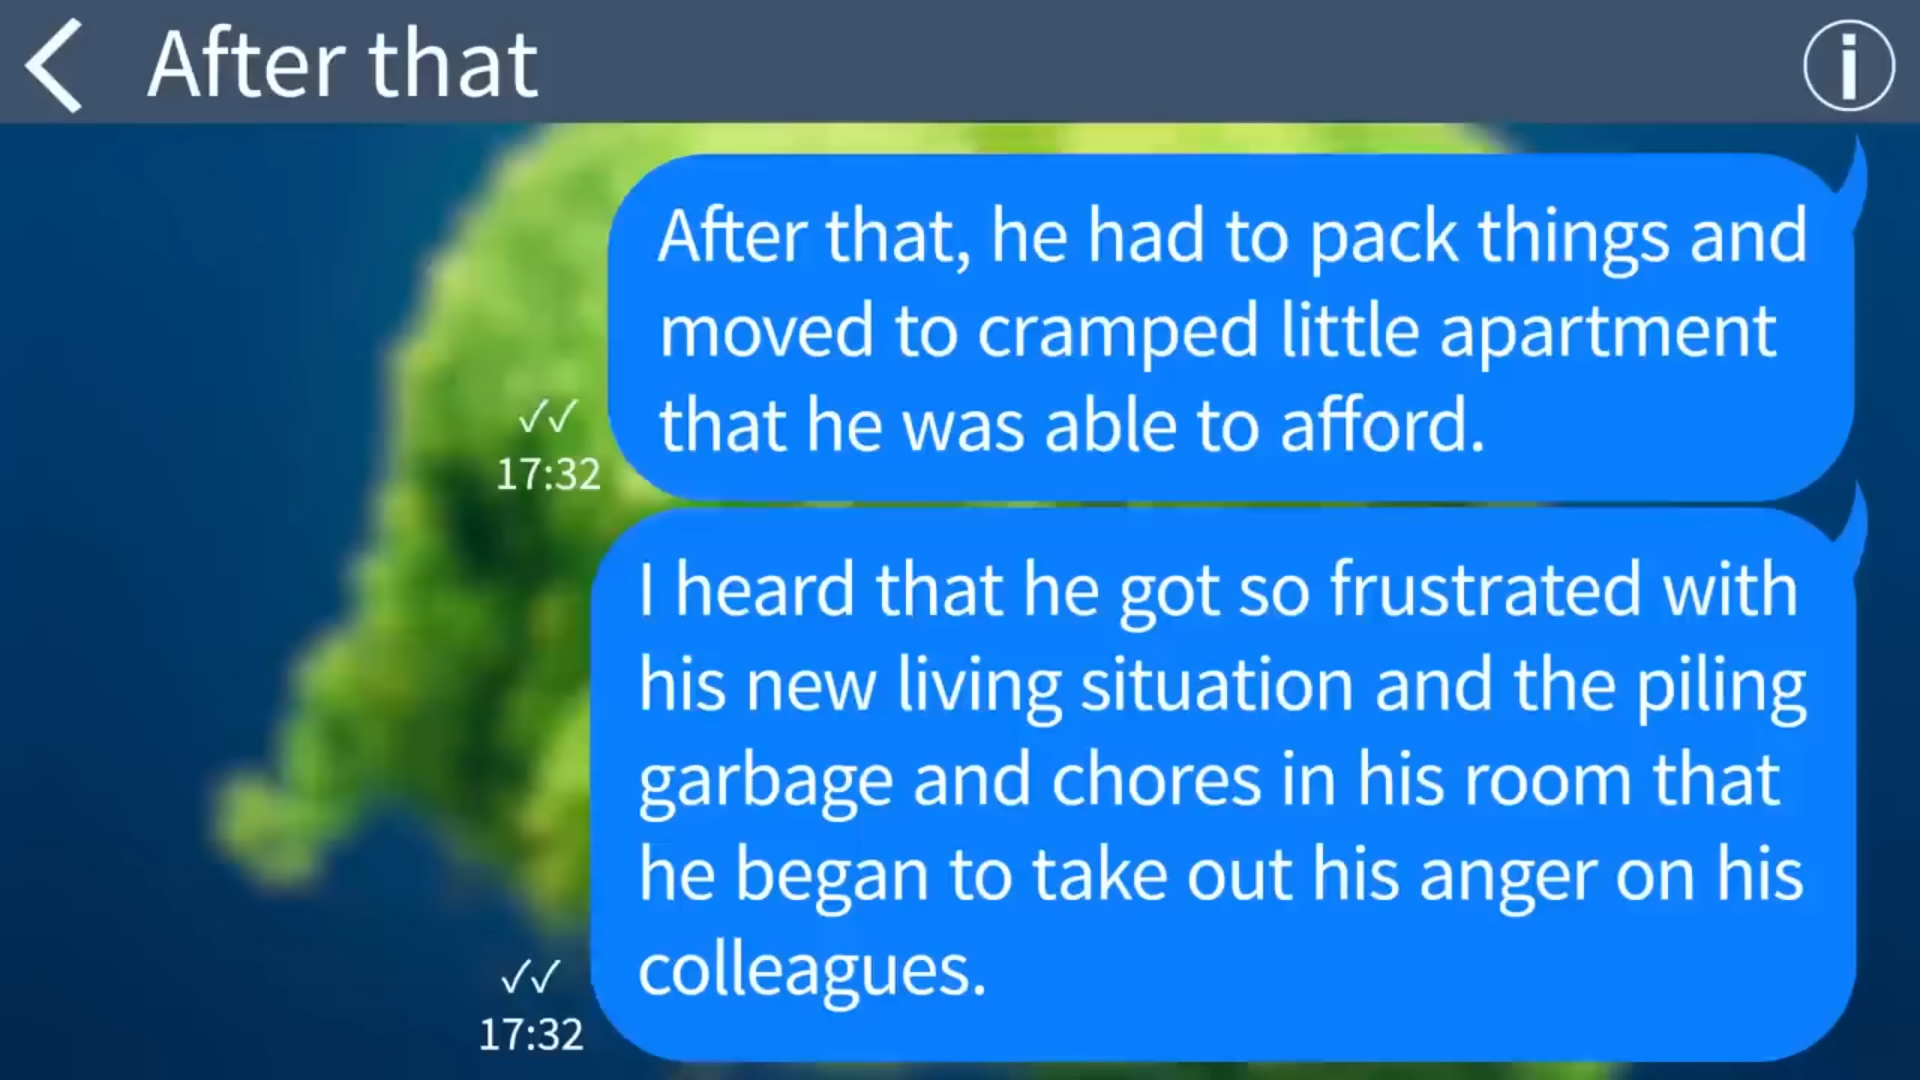 After that
After that, he had to pack things and
moved to cramped little apartment
that he was able to afford.
17:32
I heard that he got so frustrated with
his new living situation and the piling
garbage and chores in his room that
he began to take out his anger on his
colleagues.
17:32